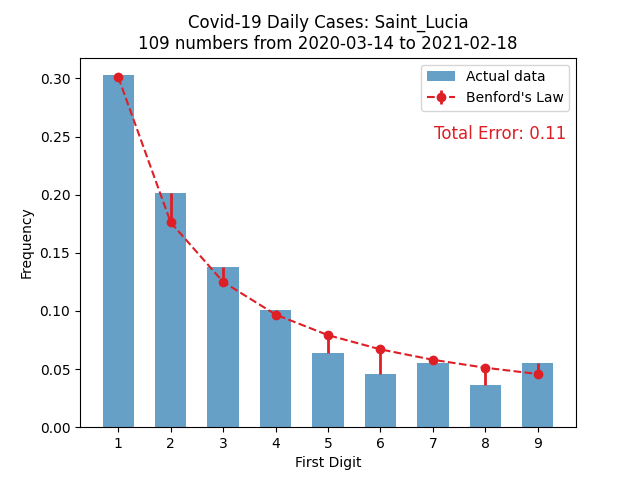 Covid-19 Daily Cases: Saint_Lucia
109 numbers from 2020-03-14 to 2021-02-18
Actual data
Benford's Law
Total Error: 0.11
Frequency
0.30
0.25
0.20
0.15
0.10
0.05
0.00
1 2 3 4 5 6 7 8 9
First Digit